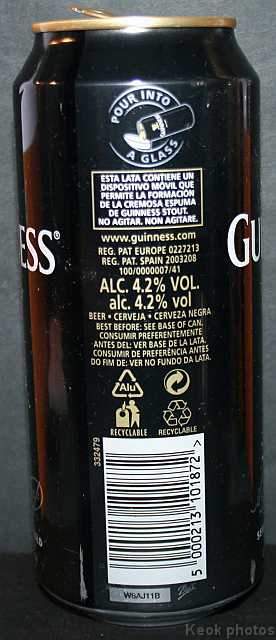 POUR INTO
A GLASS
ESTA LATA CONTIENE UN
DISPOSITIVO MÓVIL QUE
PERMITE LA FORMACIÓN
DE LA CREMOSA ESPUMA
DE GUINNESS STOUT.
NO AGITAR. NON AGITARE.
www.guinness.com
ESS®
GU
REG. PAT EUROPE 0227213
REG. PAT. SPAIN 2003208
100/0000007/41
ALC. 4.2% VOL.
alc. 4.2% vol
BEER • CERVEJA • CERVEZA NEGRA
BEST BEFORE: SEE BASE OF CAN.
CONSUMIR PREFERENTEMENTE
ANTES DEL: VER BASE DE LA LATA.
CONSUMIR DE PREFERÊNCIA ANTES
DO FIM DE: VER NO FUNDO DA LATA.
Alu
RECYCLABLE
RECYCLABLE
332479
5 000213 101872 >
W6AJ11B
Keok photos